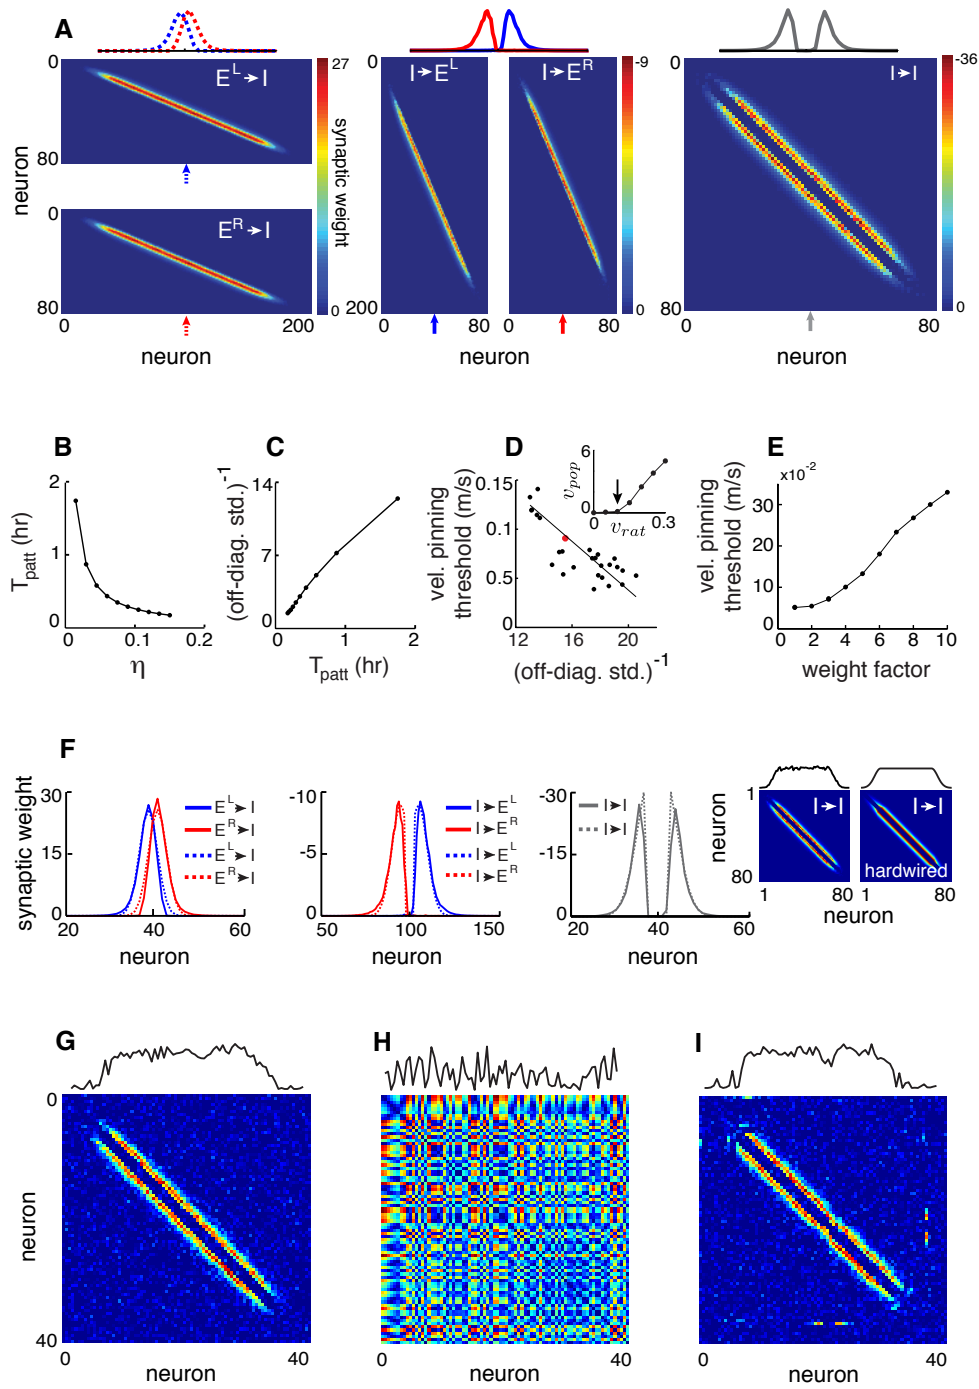 A
0
E^L→I
80
neuron
0
E^R→I
80
0
200
neuron
27
synaptic weight
0
0
I→E^L
I→E^R
200
0
80
0
80
neuron
-9
0
0
I→I
80
0
80
neuron
-36
0
B
2
1
0
T_patt (hr)
0
0.1
0.2
η
C
14
7
0
(off-diag. std.)^-1
0
1
2
T_patt (hr)
D
0.15
0.1
0.5
0
vel. pinning
threshold (m/s)
12
16
20
(off-diag. std.)^-1
6
0
v_pop
0
0.3
v_rat
E
x10^-2
30
20
10
0
vel. pinning
threshold (m/s)
0
2
4
6
8
10
weight factor
F
synaptic weight
30
15
0
20
40
60
neuron
E^L→I
E^R→I
E^L→I
E^R→I
-10
-5
0
50
100
150
neuron
I→E^L
I→E^R
I→E^L
I→E^R
-30
-15
0
20
40
60
neuron
I→I
I→I
1
80
neuron
I→I
1
80
I→I
hardwired
1
80
neuron
G
0
40
neuron
0
40
neuron
H
0
40
neuron
I
0
40
neuron